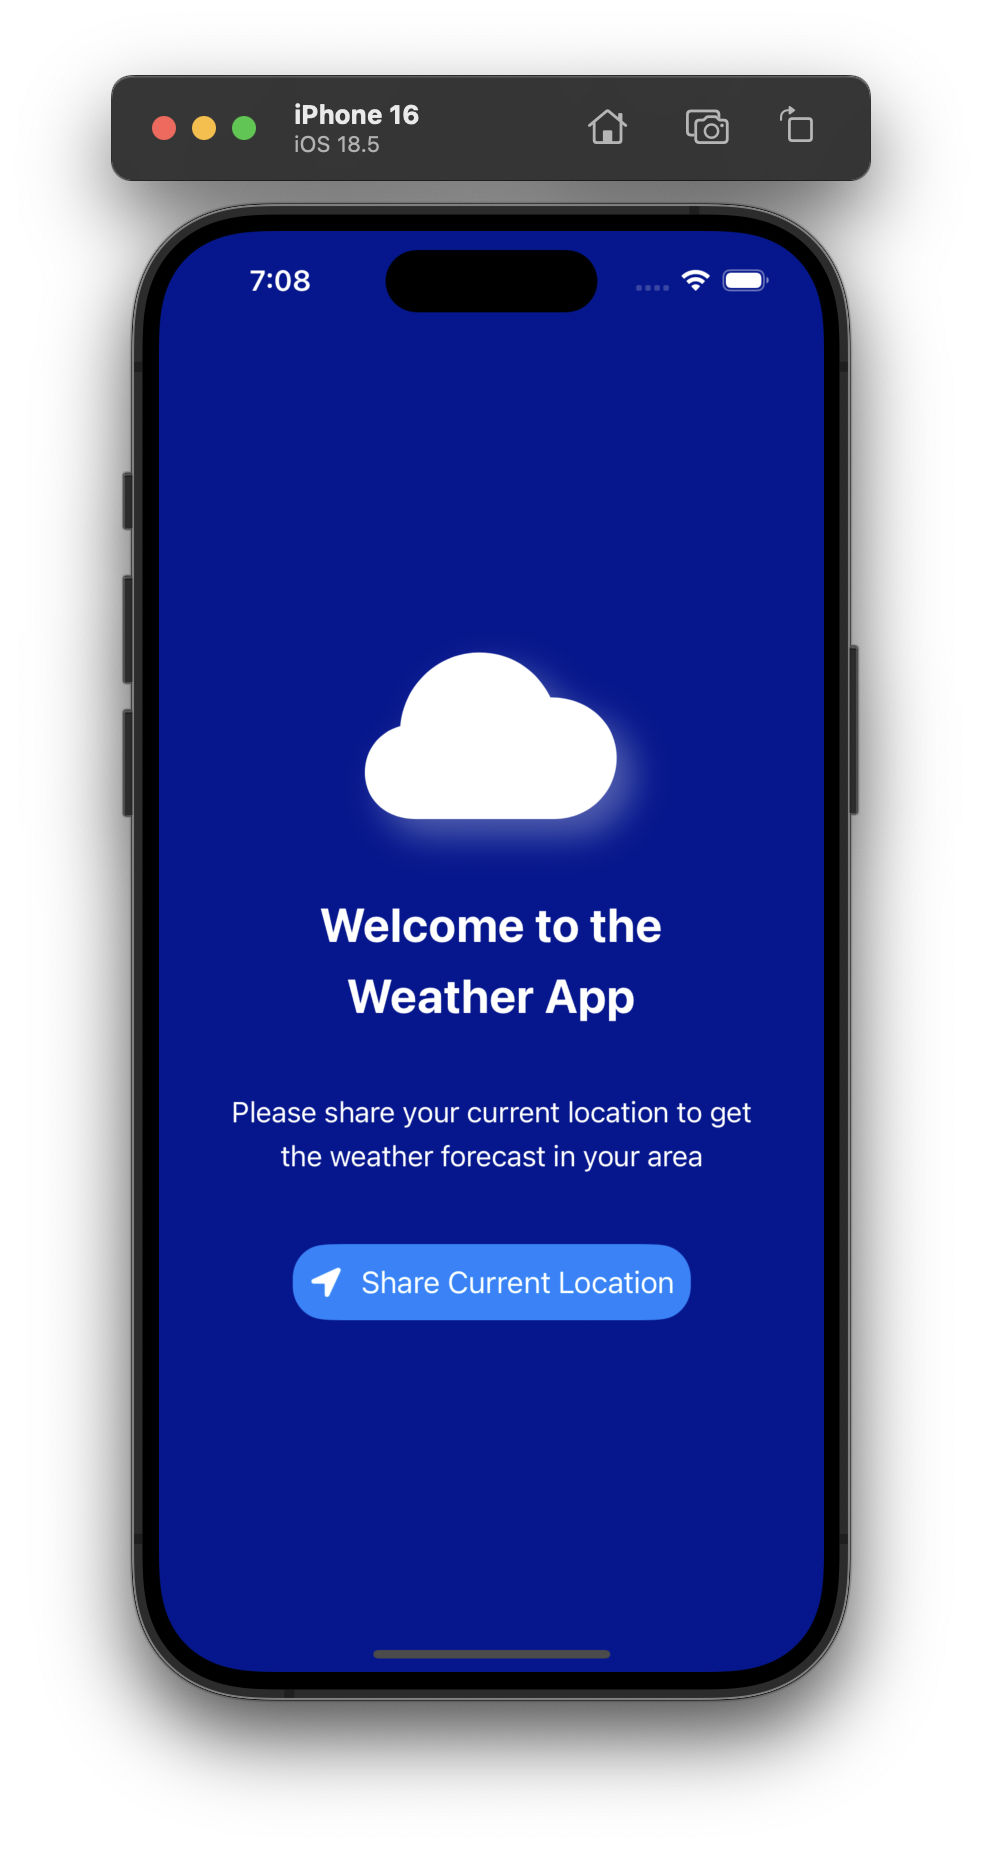 iPhone 16
iOS 18.5
7:08
Welcome to the
Weather App
Please share your current location to get
the weather forecast in your area
Share Current Location